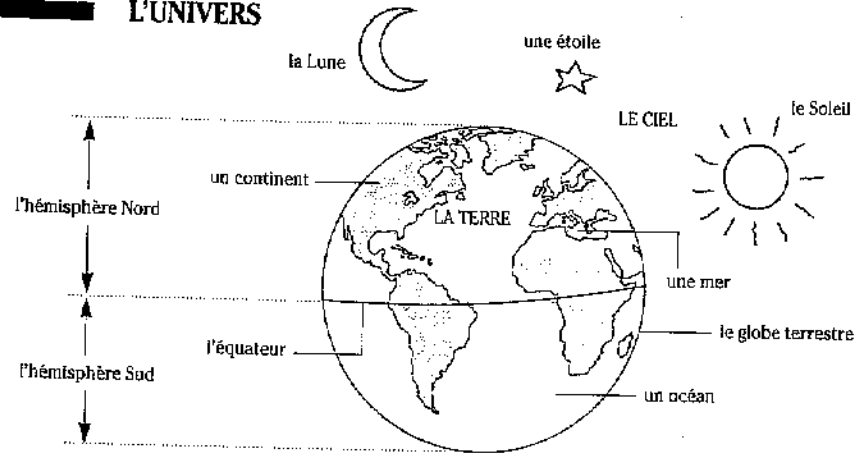 L'UNIVERS
une étoile
la Lune
LE CIEL
le Soleil
un continent
l'hémisphère Nord
LA TERRE
une mer
le globe terrestre
l'équateur
l'hémisphère Sud
un océan